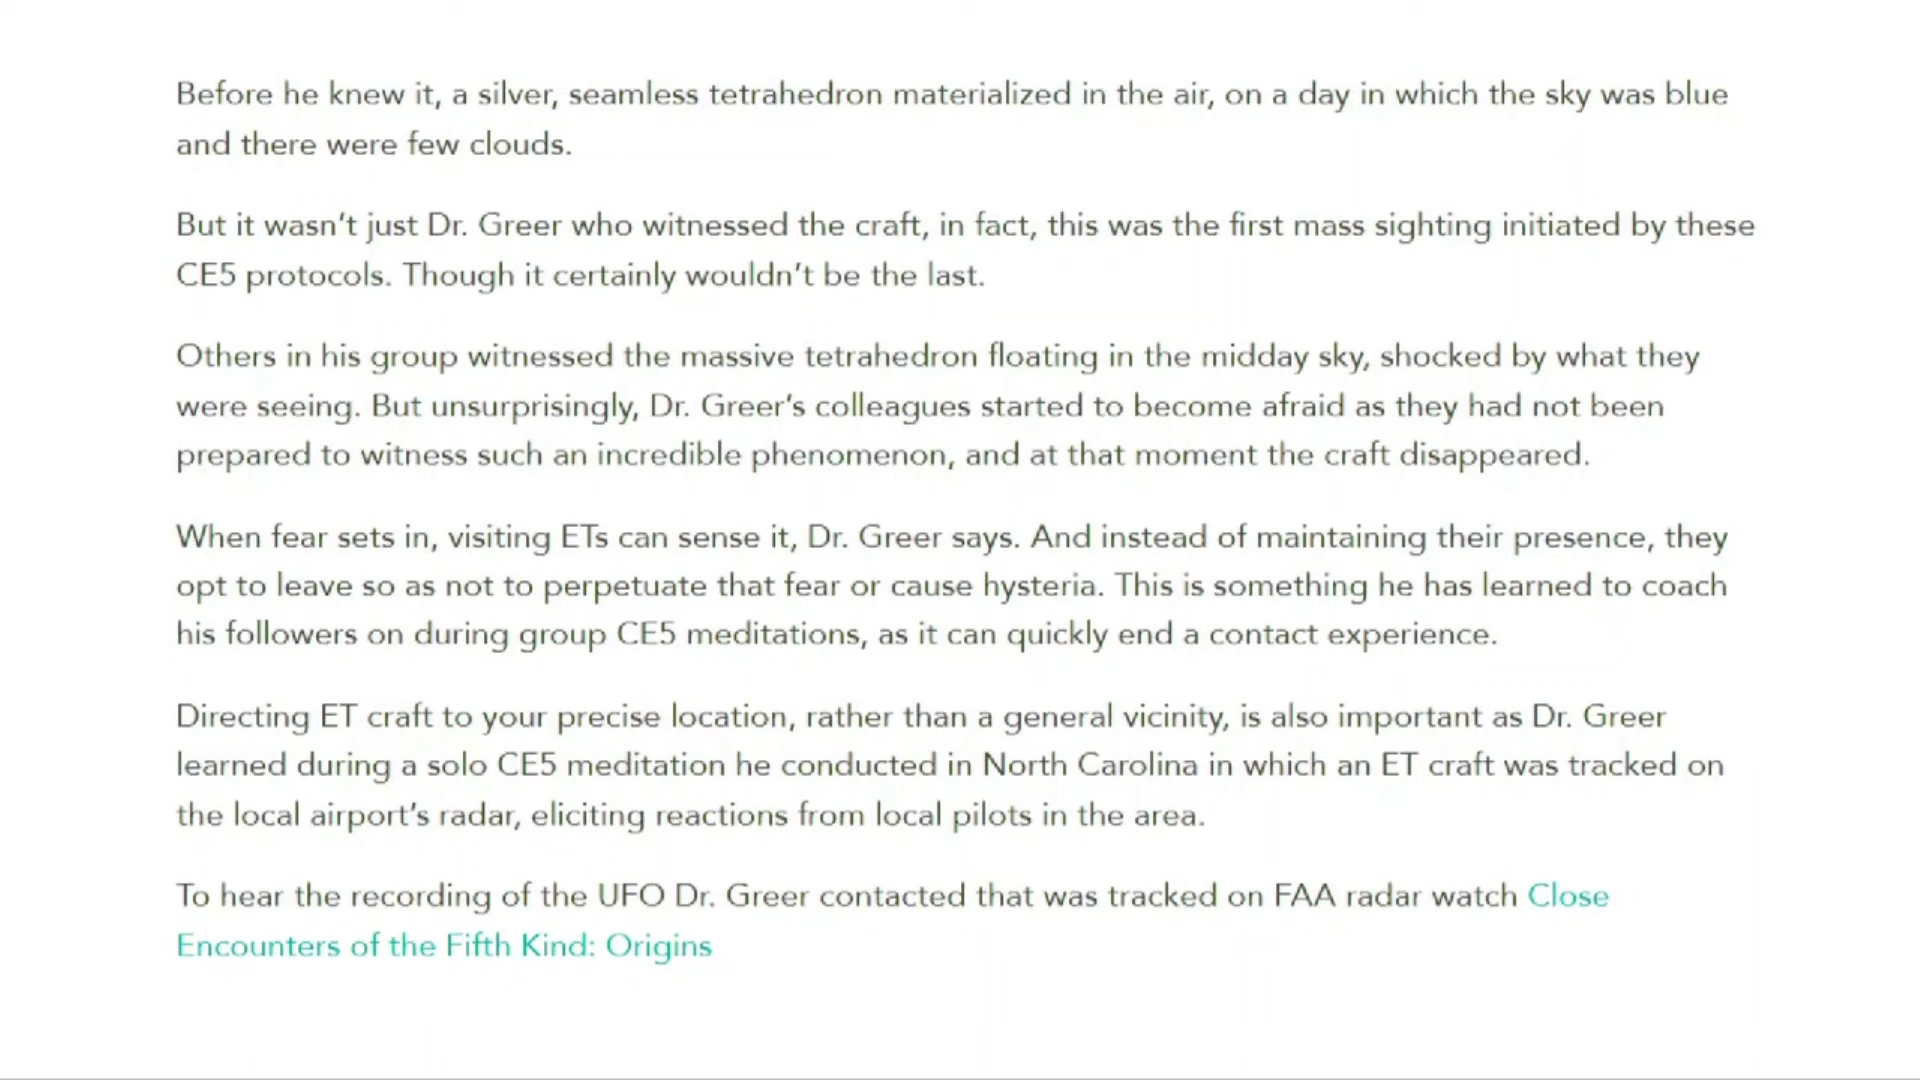 Before he knew it, a silver, seamless tetrahedron materialized in the air, on a day in which the sky was blue
and there were few clouds.
But it wasn't just Dr. Greer who witnessed the craft, in fact, this was the first mass sighting initiated by these
CE5 protocols. Though it certainly wouldn't be the last.
Others in his group witnessed the massive tetrahedron floating in the midday sky, shocked by what they
were seeing. But unsurprisingly, Dr. Greer's colleagues started to become afraid as they had not been
prepared to witness such an incredible phenomenon, and at that moment the craft disappeared.
When fear sets in, visiting ETs can sense it, Dr. Greer says. And instead of maintaining their presence, they
opt to leave so as not to perpetuate that fear or cause hysteria. This is something he has learned to coach
his followers on during group CE5 meditations, as it can quickly end a contact experience.
Directing ET craft to your precise location, rather than a general vicinity, is also important as Dr. Greer
learned during a solo CE5 meditation he conducted in North Carolina in which an ET craft was tracked on
the local airport's radar, eliciting reactions from local pilots in the area.
To hear the recording of the UFO Dr. Greer contacted that was tracked on FAA radar watch Close
Encounters of the Fifth Kind: Origins